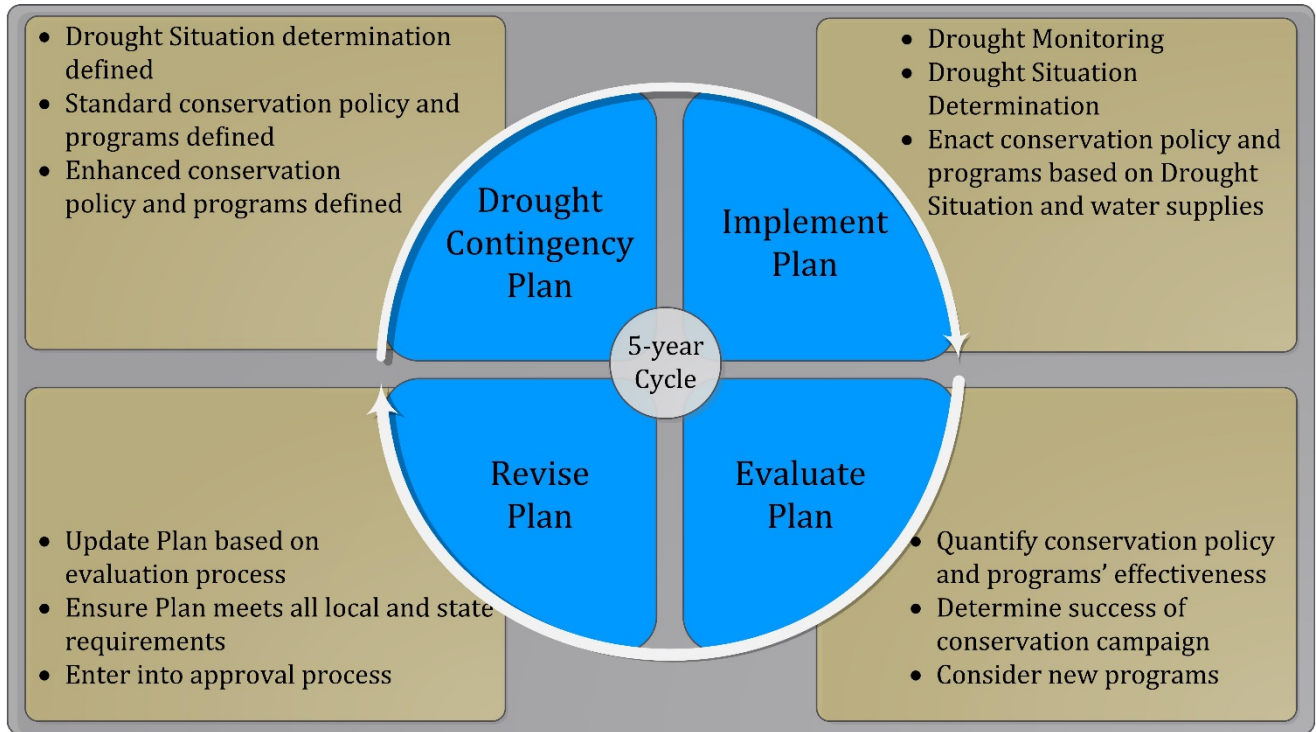 • Drought Situation determination
defined
• Standard conservation policy and
programs defined
• Enhanced conservation
policy and programs defined
• Drought Monitoring
• Drought Situation
Determination
• Enact conservation policy and
programs based on Drought
Situation and water supplies
Drought
Contingency
Plan
Implement
Plan
5-year
Cycle
Revise
Plan
Evaluate
Plan
• Update Plan based on
evaluation process
• Ensure Plan meets all local and state
requirements
• Enter into approval process
• Quantify conservation policy
and programs’ effectiveness
• Determine success of
conservation campaign
• Consider new programs